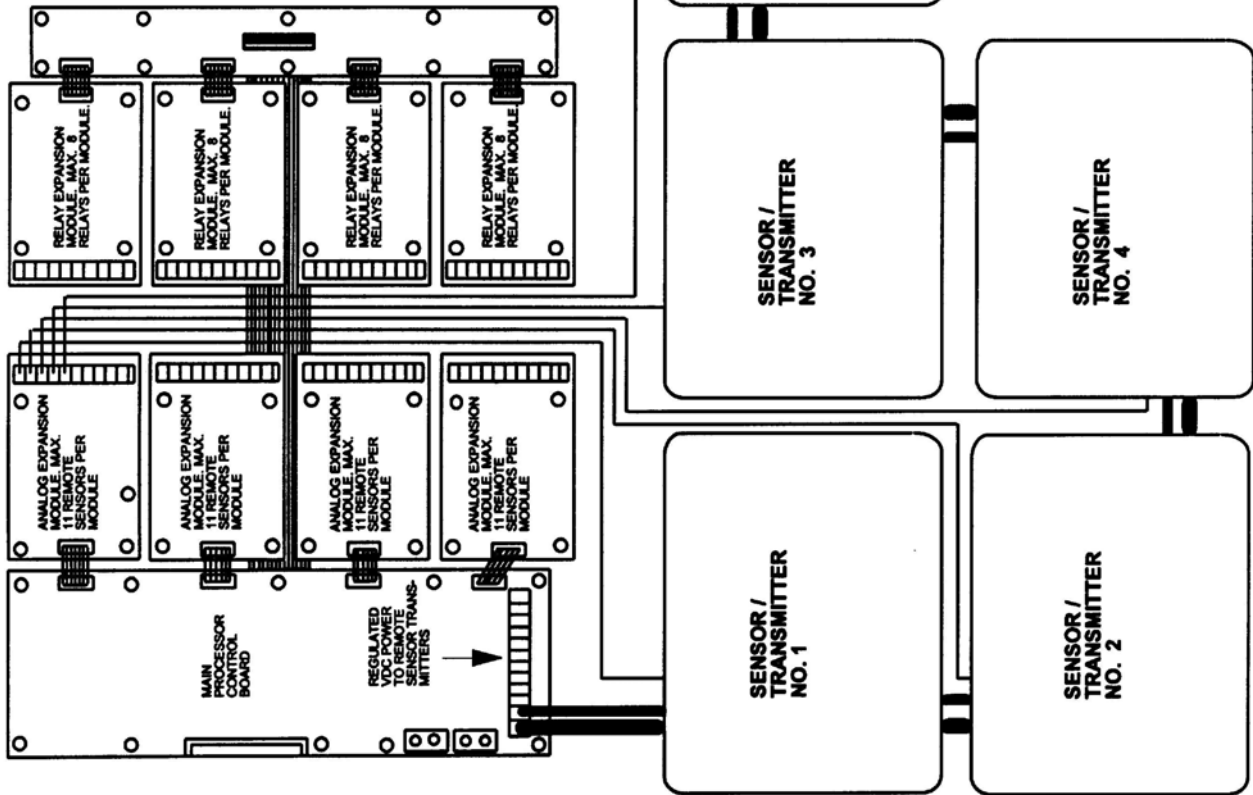 RELAY EXPANSION
MODULE. MAX. 8
RELAYS PER MODULE.
RELAY EXPANSION
MODULE. MAX. 8
RELAYS PER MODULE.
RELAY EXPANSION
MODULE. MAX. 8
RELAYS PER MODULE.
RELAY EXPANSION
MODULE. MAX. 8
RELAYS PER MODULE.
ANALOG EXPANSION
MODULE. MAX.
11 REMOTE
SENSORS PER
MODULE
ANALOG EXPANSION
MODULE. MAX.
11 REMOTE
SENSORS PER
MODULE
ANALOG EXPANSION
MODULE. MAX.
11 REMOTE
SENSORS PER
MODULE
ANALOG EXPANSION
MODULE. MAX.
11 REMOTE
SENSORS PER
MODULE
MAIN
PROCESSOR
CONTROL
BOARD
REGULATED
VDC POWER
TO REMOTE
SENSOR TRANS-
MITTERS
SENSOR /
TRANSMITTER
NO. 3
SENSOR /
TRANSMITTER
NO. 4
SENSOR /
TRANSMITTER
NO. 1
SENSOR /
TRANSMITTER
NO. 2